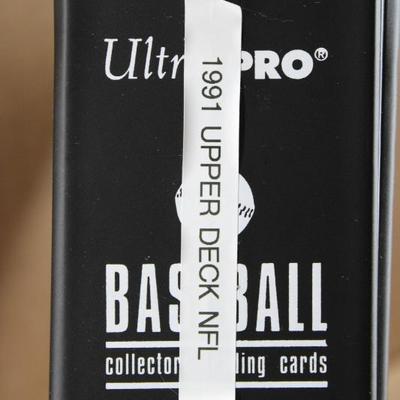 Ultr PRO®
1991 UPPER DECK NFL
BAS BALL
collector ding cards